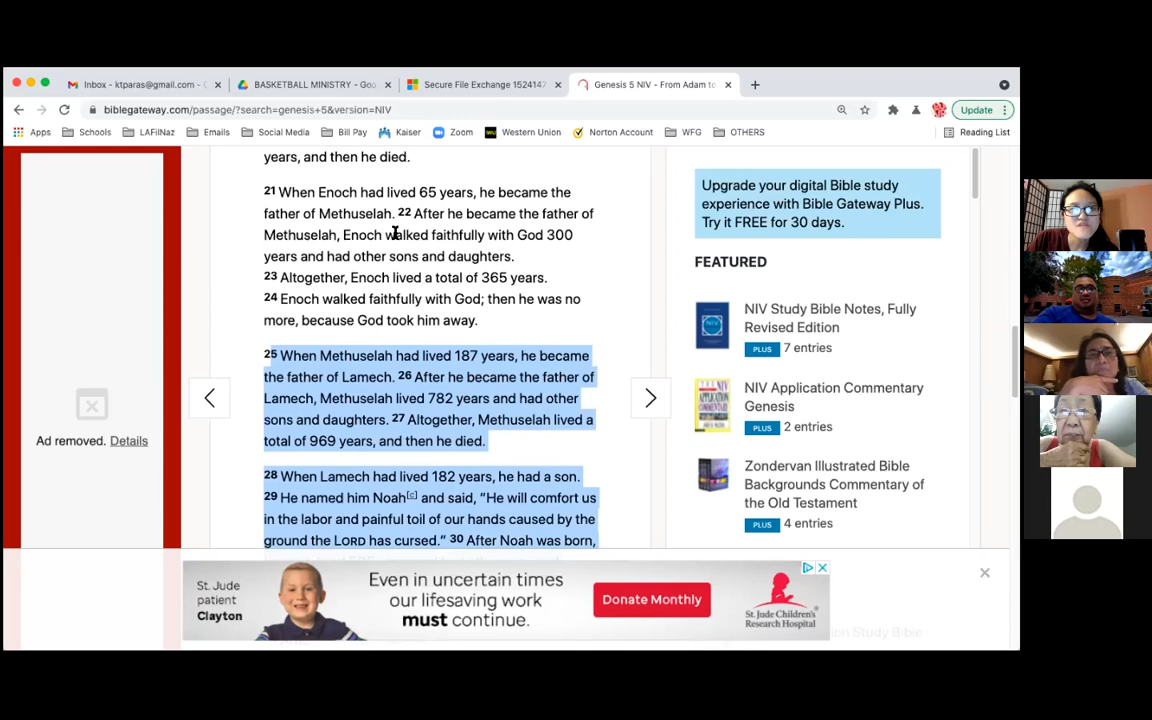 Inbox - ktparas@gmail.com -
BASKETBALL MINISTRY - Goo
Secure File Exchange 1524147
Genesis 5 NIV - From Adam to
biblegateway.com/passage/?search=genesis+5&version=NIV
Update
Apps
Schools
LAFilNaz
Emails
Social Media
Bill Pay
Kaiser
Zoom
Western Union
Norton Account
WFG
OTHERS
Reading List
years, and then he died.
21 When Enoch had lived 65 years, he became the
father of Methuselah. 22 After he became the father of
Methuselah, Enoch walked faithfully with God 300
years and had other sons and daughters.
23 Altogether, Enoch lived a total of 365 years.
24 Enoch walked faithfully with God; then he was no
more, because God took him away.
25 When Methuselah had lived 187 years, he became
the father of Lamech. 26 After he became the father of
Lamech, Methuselah lived 782 years and had other
sons and daughters. 27 Altogether, Methuselah lived a
total of 969 years, and then he died.
28 When Lamech had lived 182 years, he had a son.
29 He named him Noah[c] and said, “He will comfort us
in the labor and painful toil of our hands caused by the
ground the LORD has cursed.” 30 After Noah was born,
Ad removed. Details
Upgrade your digital Bible study
experience with Bible Gateway Plus.
Try it FREE for 30 days.
FEATURED
NIV Study Bible Notes, Fully
Revised Edition
PLUS 7 entries
NIV Application Commentary
Genesis
PLUS 2 entries
Zondervan Illustrated Bible
Backgrounds Commentary of
the Old Testament
PLUS 4 entries
St. Jude
patient
Clayton
Even in uncertain times
our lifesaving work
must continue.
Donate Monthly
St. Jude Children's
Research Hospital
Study Bible